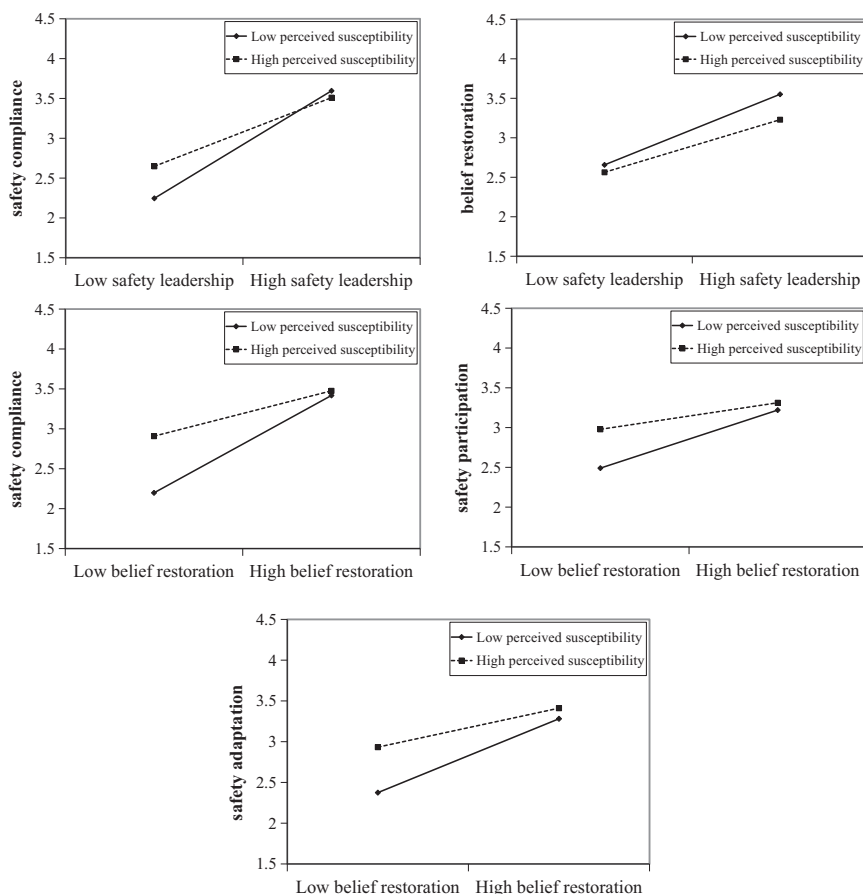 4.5
4
3.5
3
2.5
2
1.5
safety compliance
Low perceived susceptibility
High perceived susceptibility
Low safety leadership High safety leadership
4.5
4
3.5
3
2.5
2
1.5
belief restoration
Low perceived susceptibility
High perceived susceptibility
Low safety leadership High safety leadership
4.5
4
3.5
3
2.5
2
1.5
safety compliance
Low perceived susceptibility
High perceived susceptibility
Low belief restoration High belief restoration
4.5
4
3.5
3
2.5
2
1.5
safety participation
Low perceived susceptibility
High perceived susceptibility
Low belief restoration High belief restoration
4.5
4
3.5
3
2.5
2
1.5
safety adaptation
Low perceived susceptibility
High perceived susceptibility
Low belief restoration High belief restoration